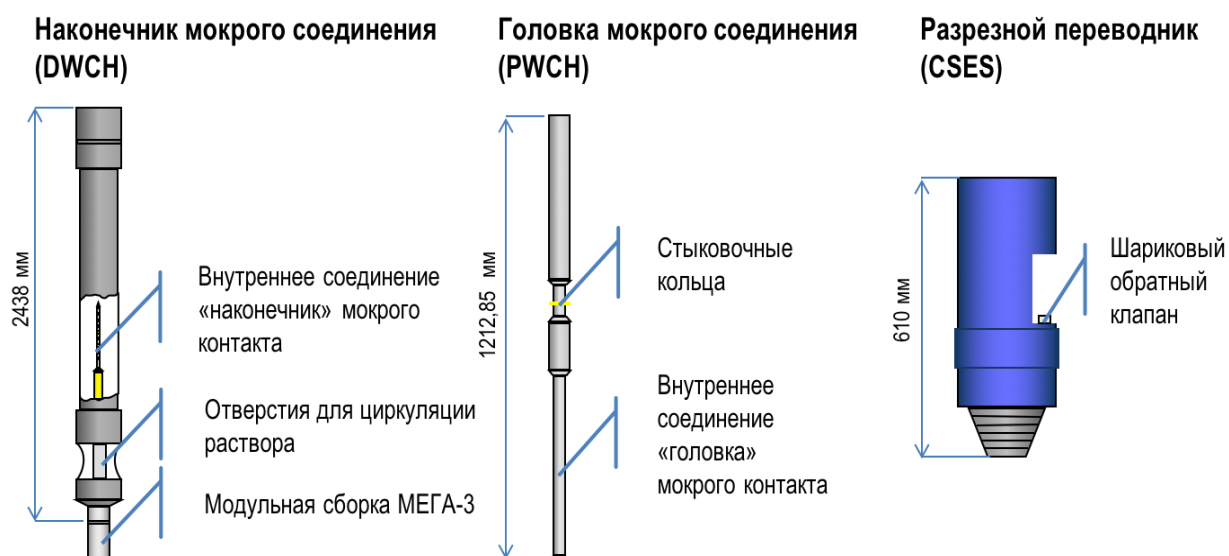 Наконечник мокрого соединения
(DWCH)
Головка мокрого соединения
(PWCH)
Разрезной переводник
(CSES)
2438 мм
Внутреннее соединение
«наконечник» мокрого
контакта
Отверстия для циркуляции
раствора
Модульная сборка МЕГА-3
1212,85 мм
Стыковочные
кольца
Внутреннее
соединение
«головка»
мокрого контакта
610 мм
Шариковый
обратный
клапан